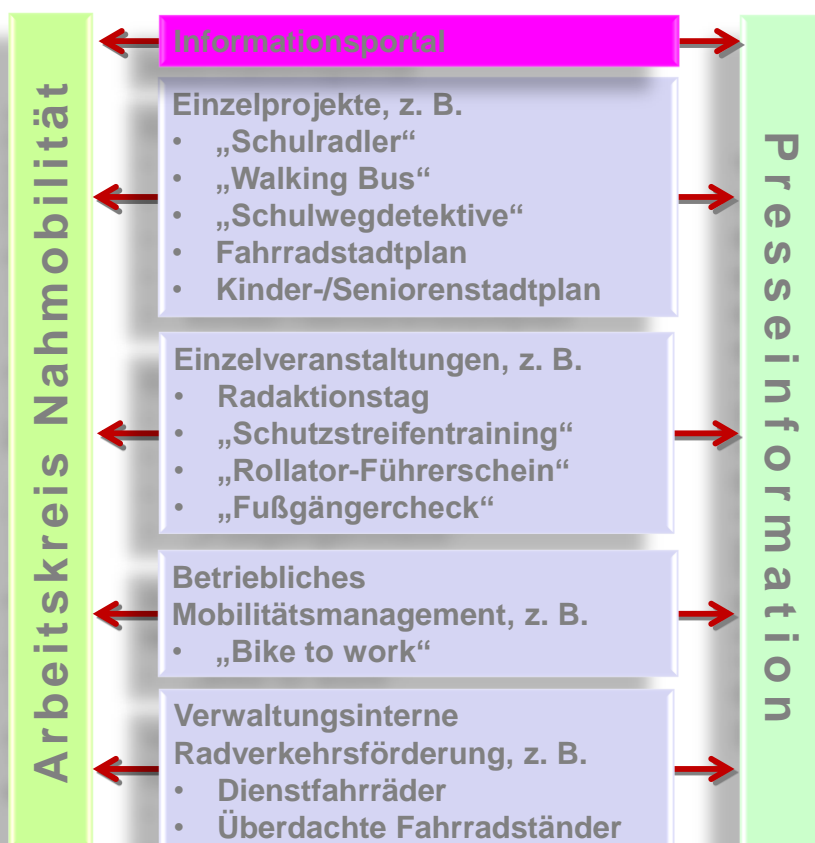 Arbeitskreis Nahmobilität
Informationsportal
Einzelprojekte, z. B.
• „Schulradler“
• „Walking Bus“
• „Schulwegdetektive“
• Fahrradstadtplan
• Kinder-/Seniorenstadtplan
Einzelveranstaltungen, z. B.
• Radaktionstag
• „Schutzstreifentraining“
• „Rollator-Führerschein“
• „Fußgängercheck“
Betriebliches
Mobilitätsmanagement, z. B.
• „Bike to work“
Verwaltungsinterne
Radverkehrsförderung, z. B.
• Dienstfahrräder
• Überdachte Fahrradständer
Presseinformation